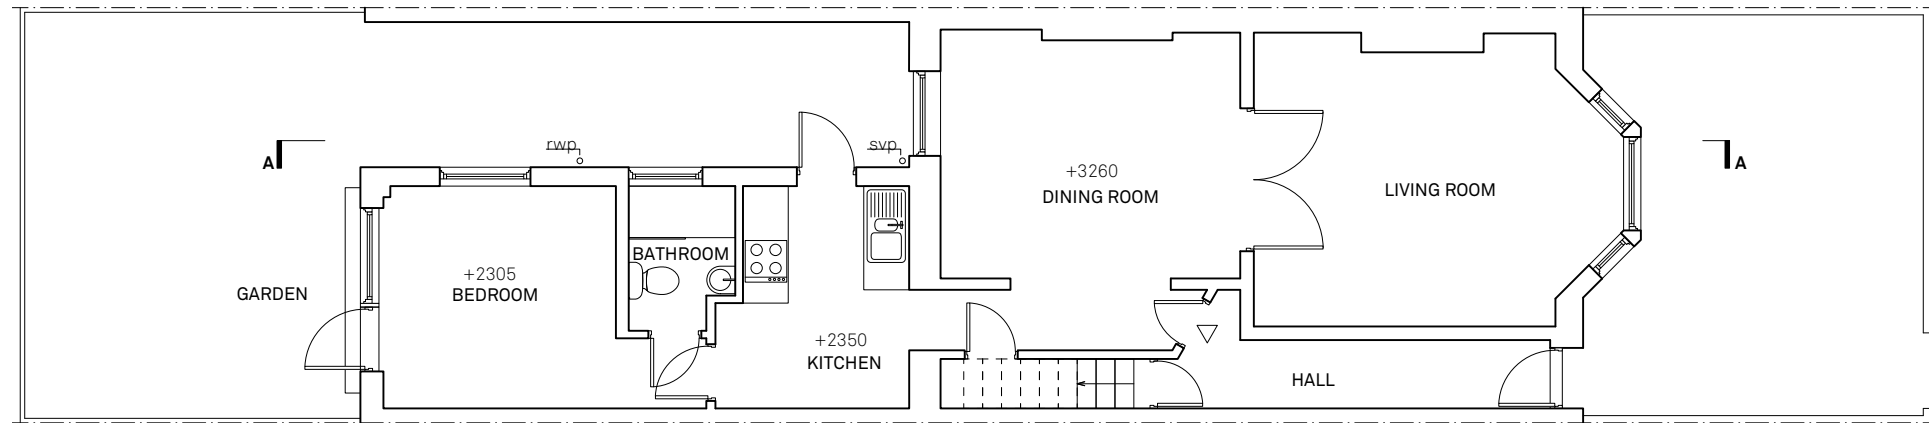 rwp
svp
A
A
+3260
DINING ROOM
LIVING ROOM
BATHROOM
+2305
BEDROOM
GARDEN
+2350
KITCHEN
HALL